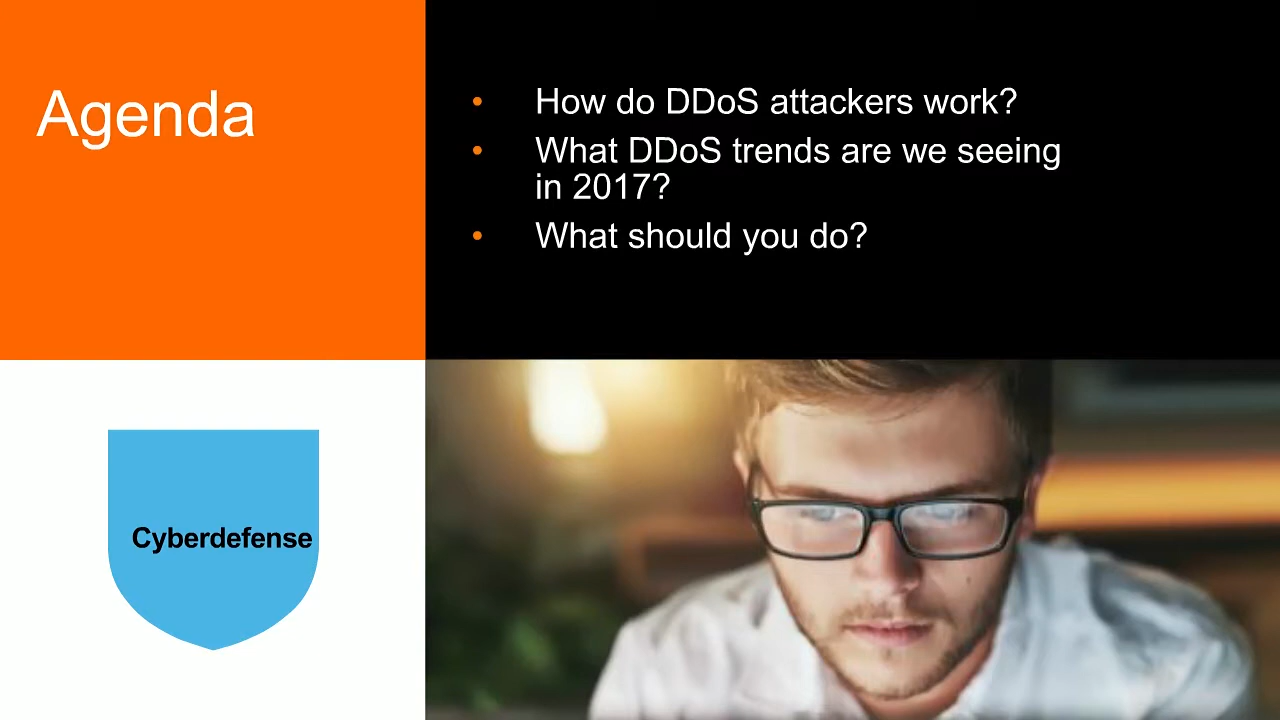 Agenda
• How do DDoS attackers work?
• What DDoS trends are we seeing
in 2017?
• What should you do?
Cyberdefense